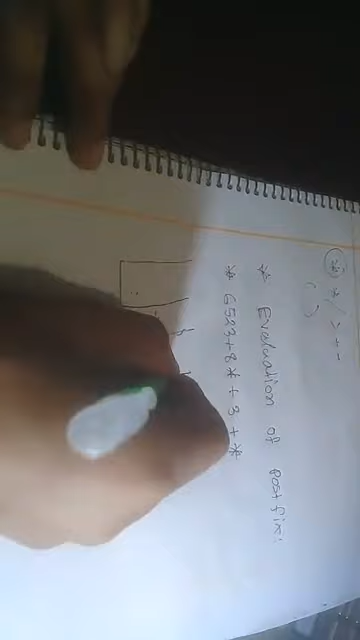 * * / > + -
( )
* Evaluation of postfix:
* 6523+8*+3+*